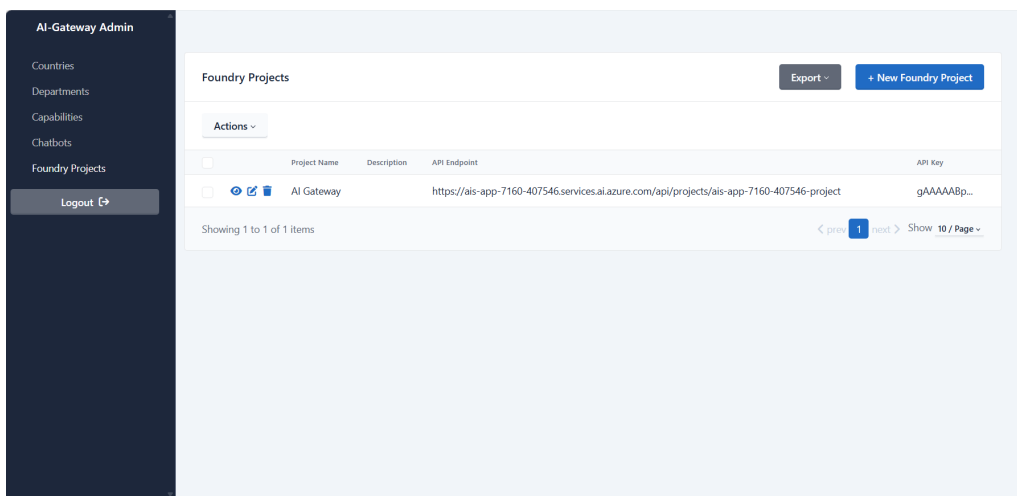 AI-Gateway Admin
Countries
Departments
Capabilities
Chatbots
Foundry Projects
Logout
Foundry Projects
Export
+ New Foundry Project
Actions
Project Name Description API Endpoint API Key
AI Gateway https://ais-app-7160-407546.services.ai.azure.com/api/projects/ais-app-7160-407546-project gAAAAABp...
Showing 1 to 1 of 1 items
prev 1 next Show 10 / Page